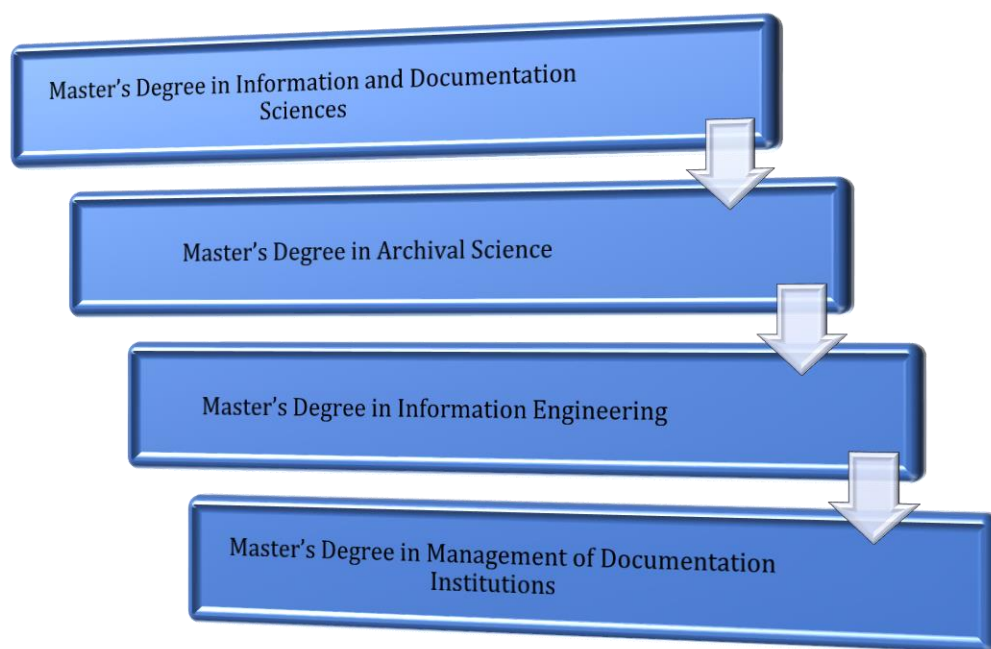 Master’s Degree in Information and Documentation
Sciences
Master’s Degree in Archival Science
Master’s Degree in Information Engineering
Master’s Degree in Management of Documentation
Institutions